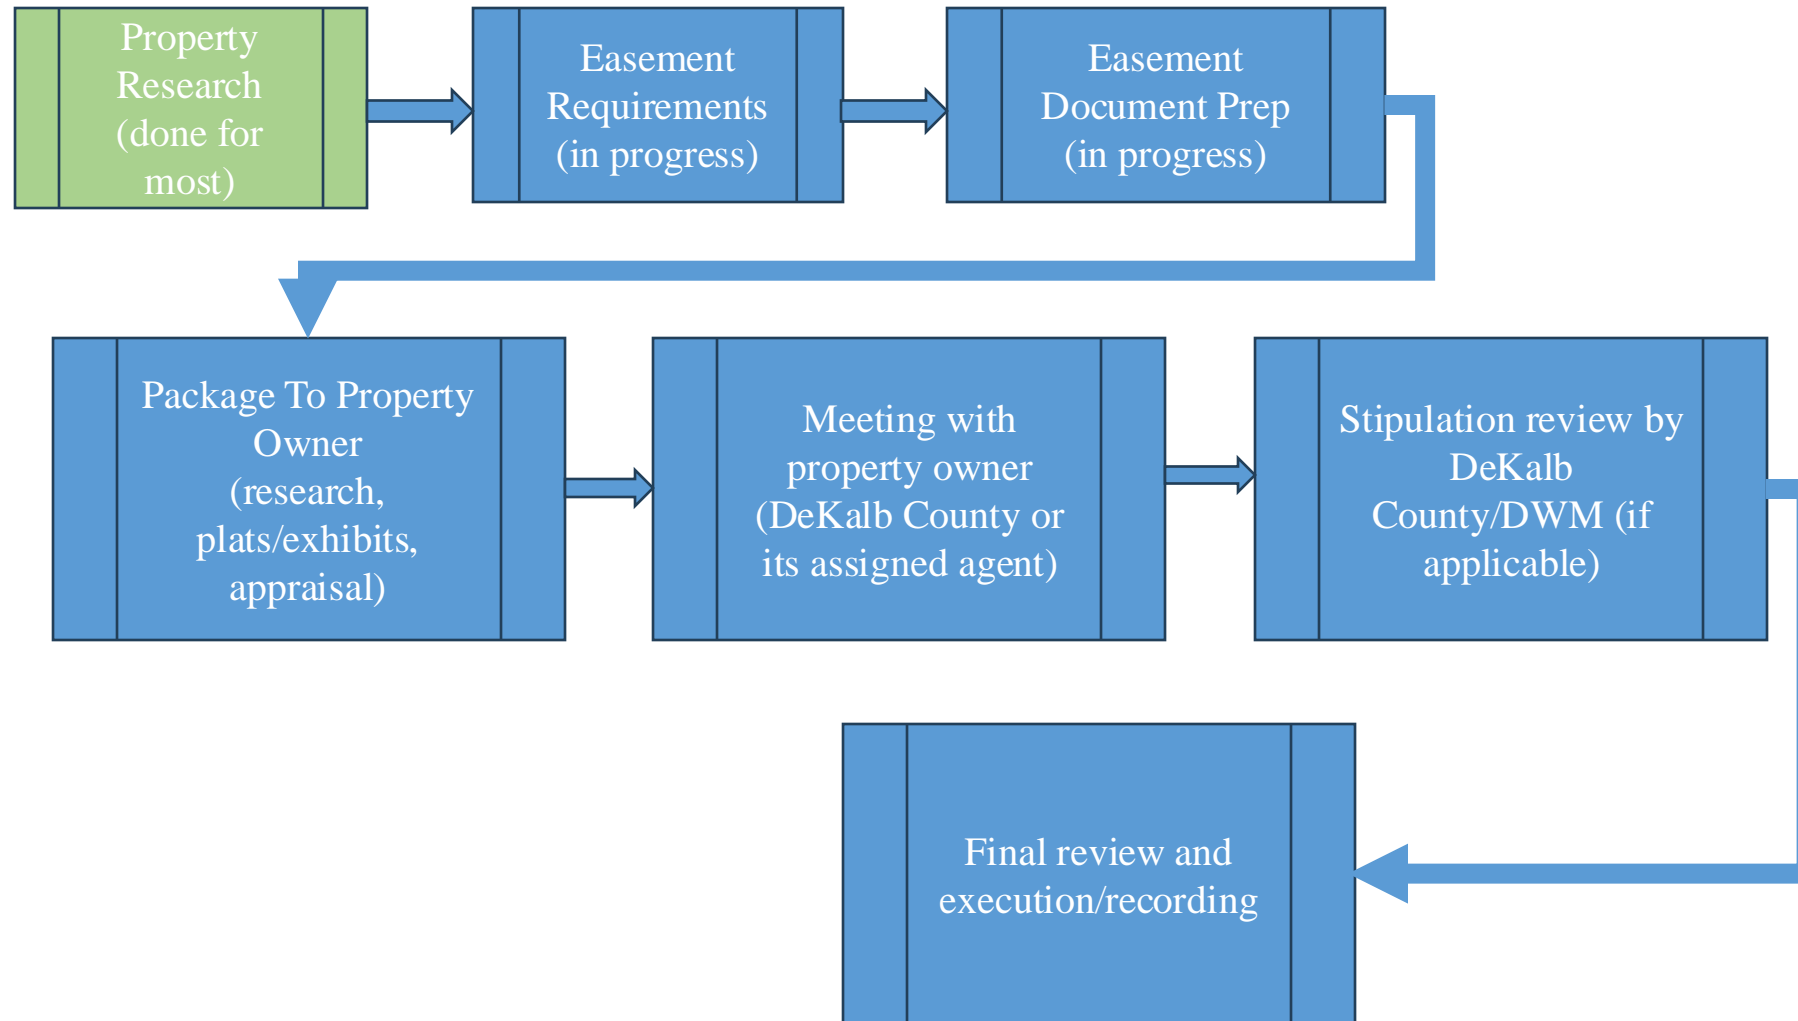 Property
Research
(done for
most)
Easement
Requirements
(in progress)
Easement
Document Prep
(in progress)
Package To Property
Owner
(research,
plats/exhibits,
appraisal)
Meeting with
property owner
(DeKalb County or
its assigned agent)
Stipulation review by
DeKalb
County/DWM (if
applicable)
Final review and
execution/recording